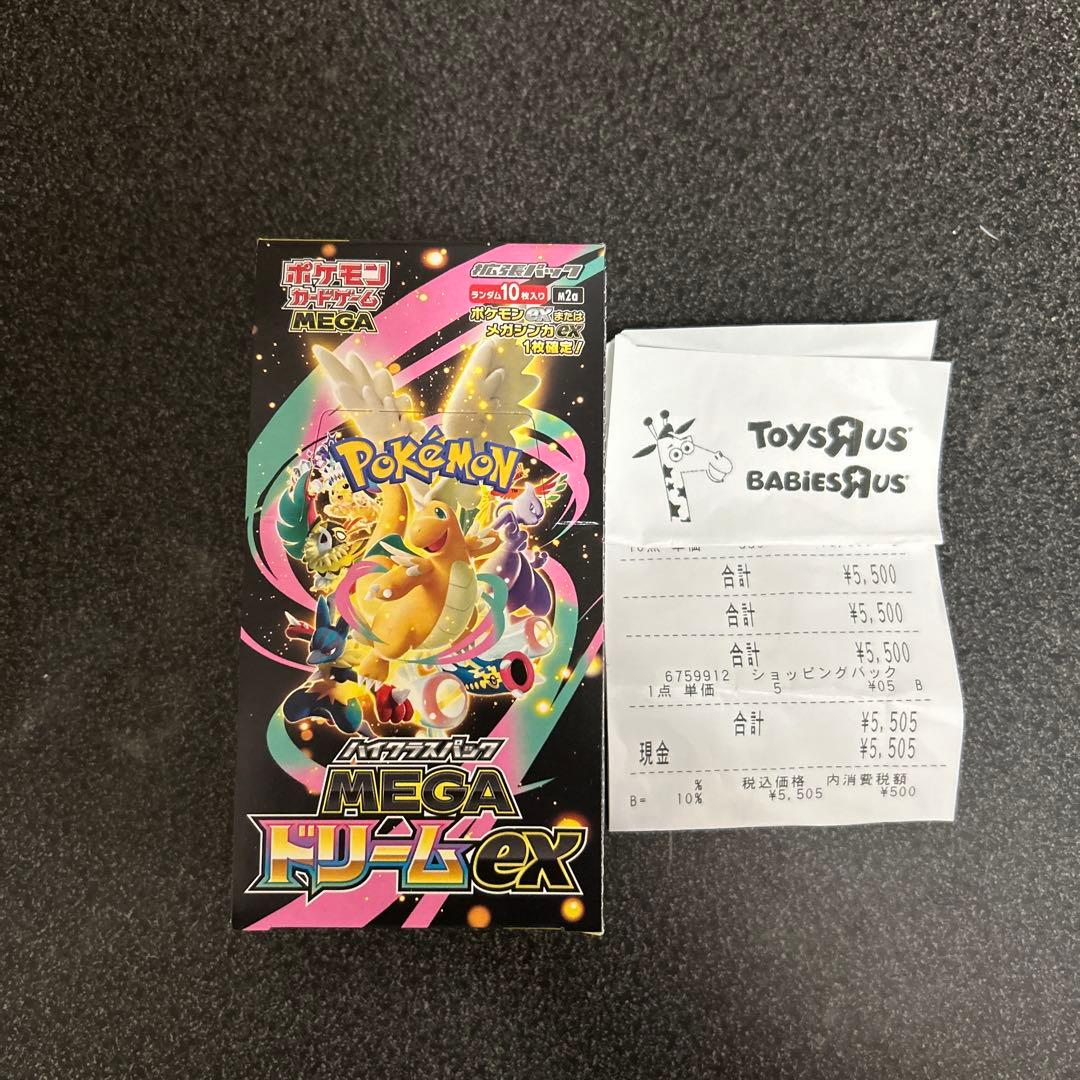 ポケモン
カードゲーム
MEGA
拡張パック
ランダム10枚入り M2a
ポケモンexまたは
メガシンカex
1枚確定!
POKéMON
TM
ハイクラスパック
MEGA
ドリームex
TOYSRUS
BABIESRUS
合計 ¥5,500
合計 ¥5,500
合計 ¥5,500
6759912 ショッピングバック
1点 単価 5 ¥05 B
合計 ¥5,505
現金 ¥5,505
% 税込価格 内消費税額
B= 10% ¥5,505 ¥500